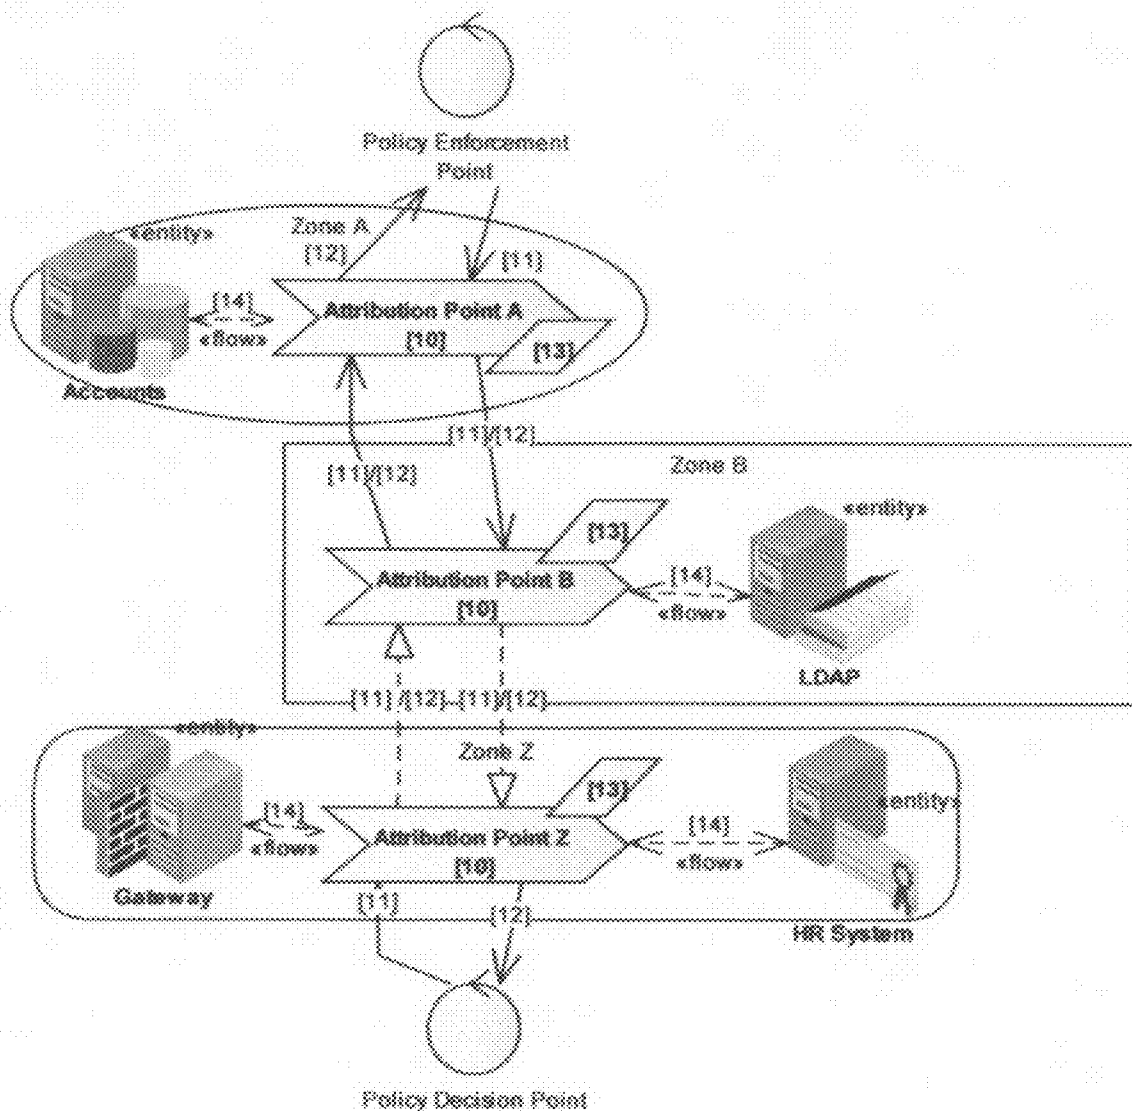 Policy Enforcement
Point
Zone A
[12]
[11]
«entity»
[14]
«flow»
Accounts
Attribution Point A
[10]
[13]
[11]/[12]
[11]/[12]
Zone B
[13]
«entity»
Attribution Point B
[10]
[14]
«flow»
LDAP
[11] /[12]
[11]/[12]
«entity»
Zone Z
[13]
«entity»
[14]
«flow»
Gateway
Attribution Point Z
[10]
[14]
«flow»
HR System
[11]
[12]
Policy Decision Point